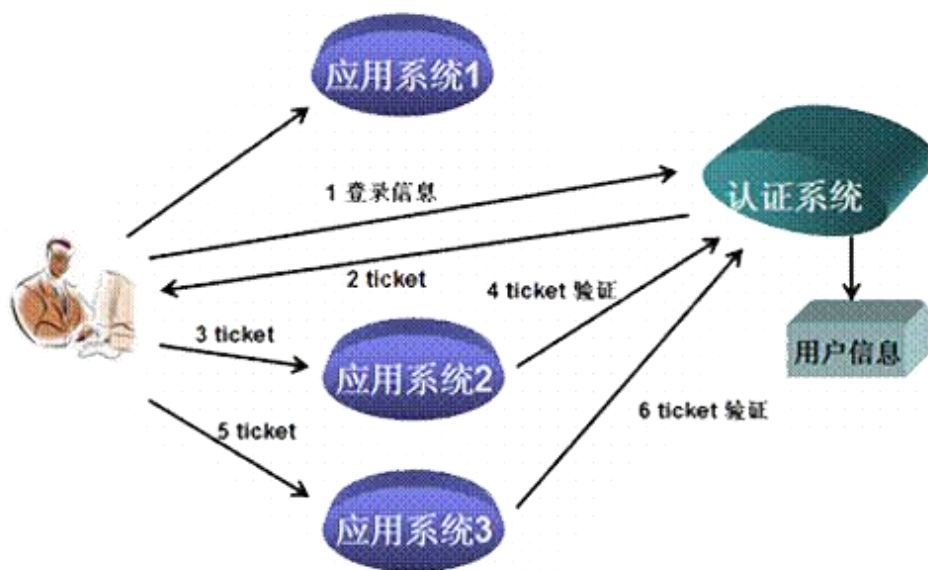 应用系统1
1 登录信息
认证系统
2 ticket
4 ticket 验证
3 ticket
应用系统2
用户信息
5 ticket
6 ticket 验证
应用系统3